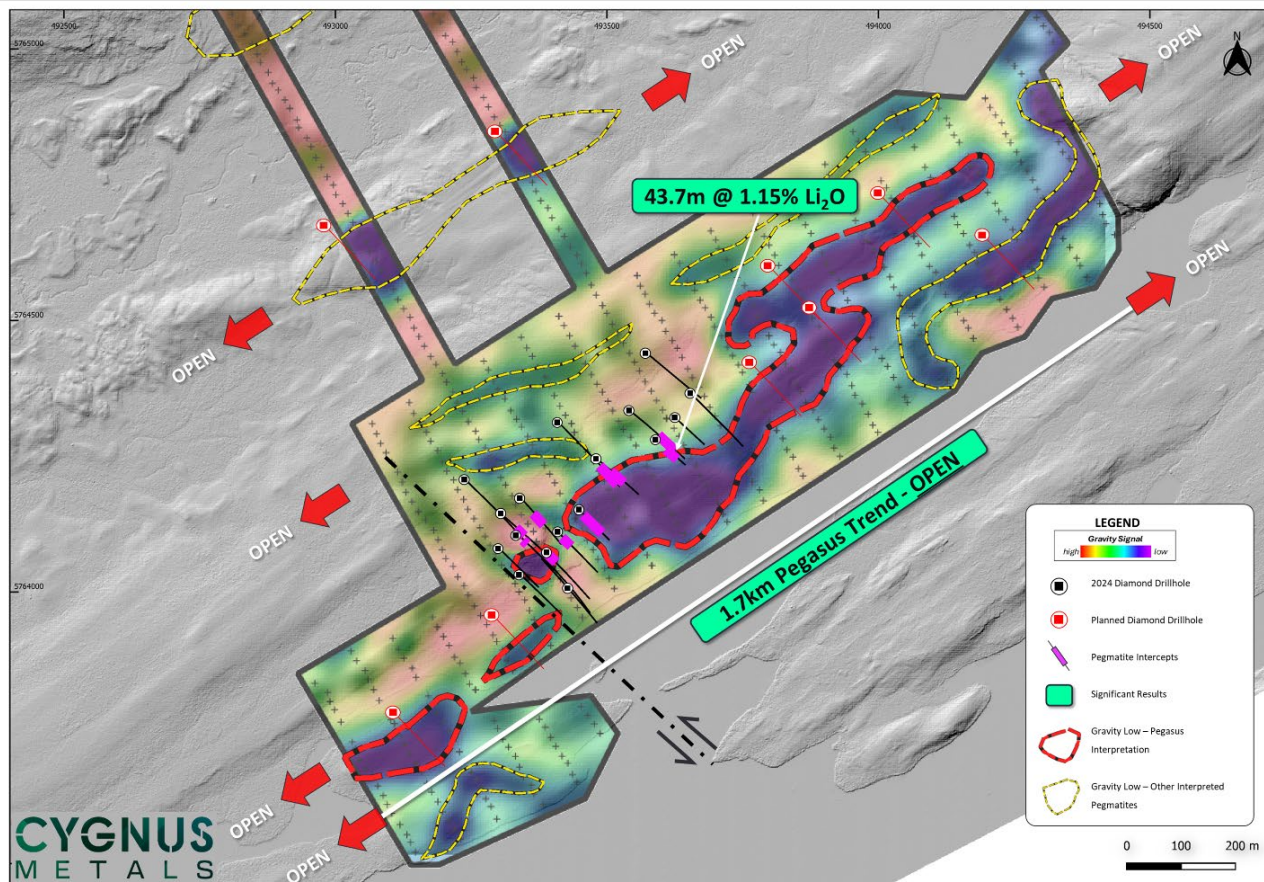 492500
493000
493500
494000
494500
5765000
5764500
5764000
N
OPEN
OPEN
OPEN
OPEN
OPEN
OPEN
OPEN
43.7m @ 1.15% Li₂O
1.7km Pegasus Trend - OPEN
LEGEND
Gravity Signal
high
low
2024 Diamond Drillhole
Planned Diamond Drillhole
Pegmatite Intercepts
Significant Results
Gravity Low – Pegasus
Interpretation
Gravity Low – Other Interpreted
Pegmatites
0 100 200 m
CYGNUS
METALS